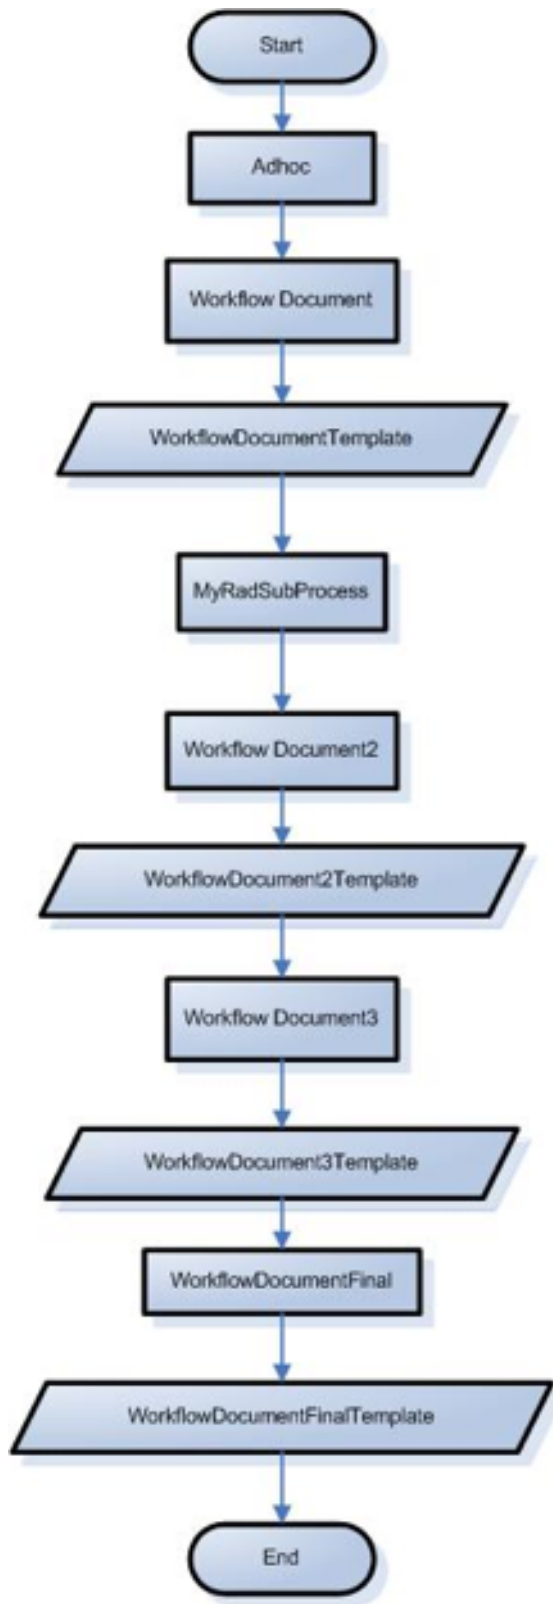 Start
Adhoc
Workflow Document
WorkflowDocumentTemplate
MyRadSubProcess
Workflow Document2
WorkflowDocument2Template
Workflow Document3
WorkflowDocument3Template
WorkflowDocumentFinal
WorkflowDocumentFinalTemplate
End